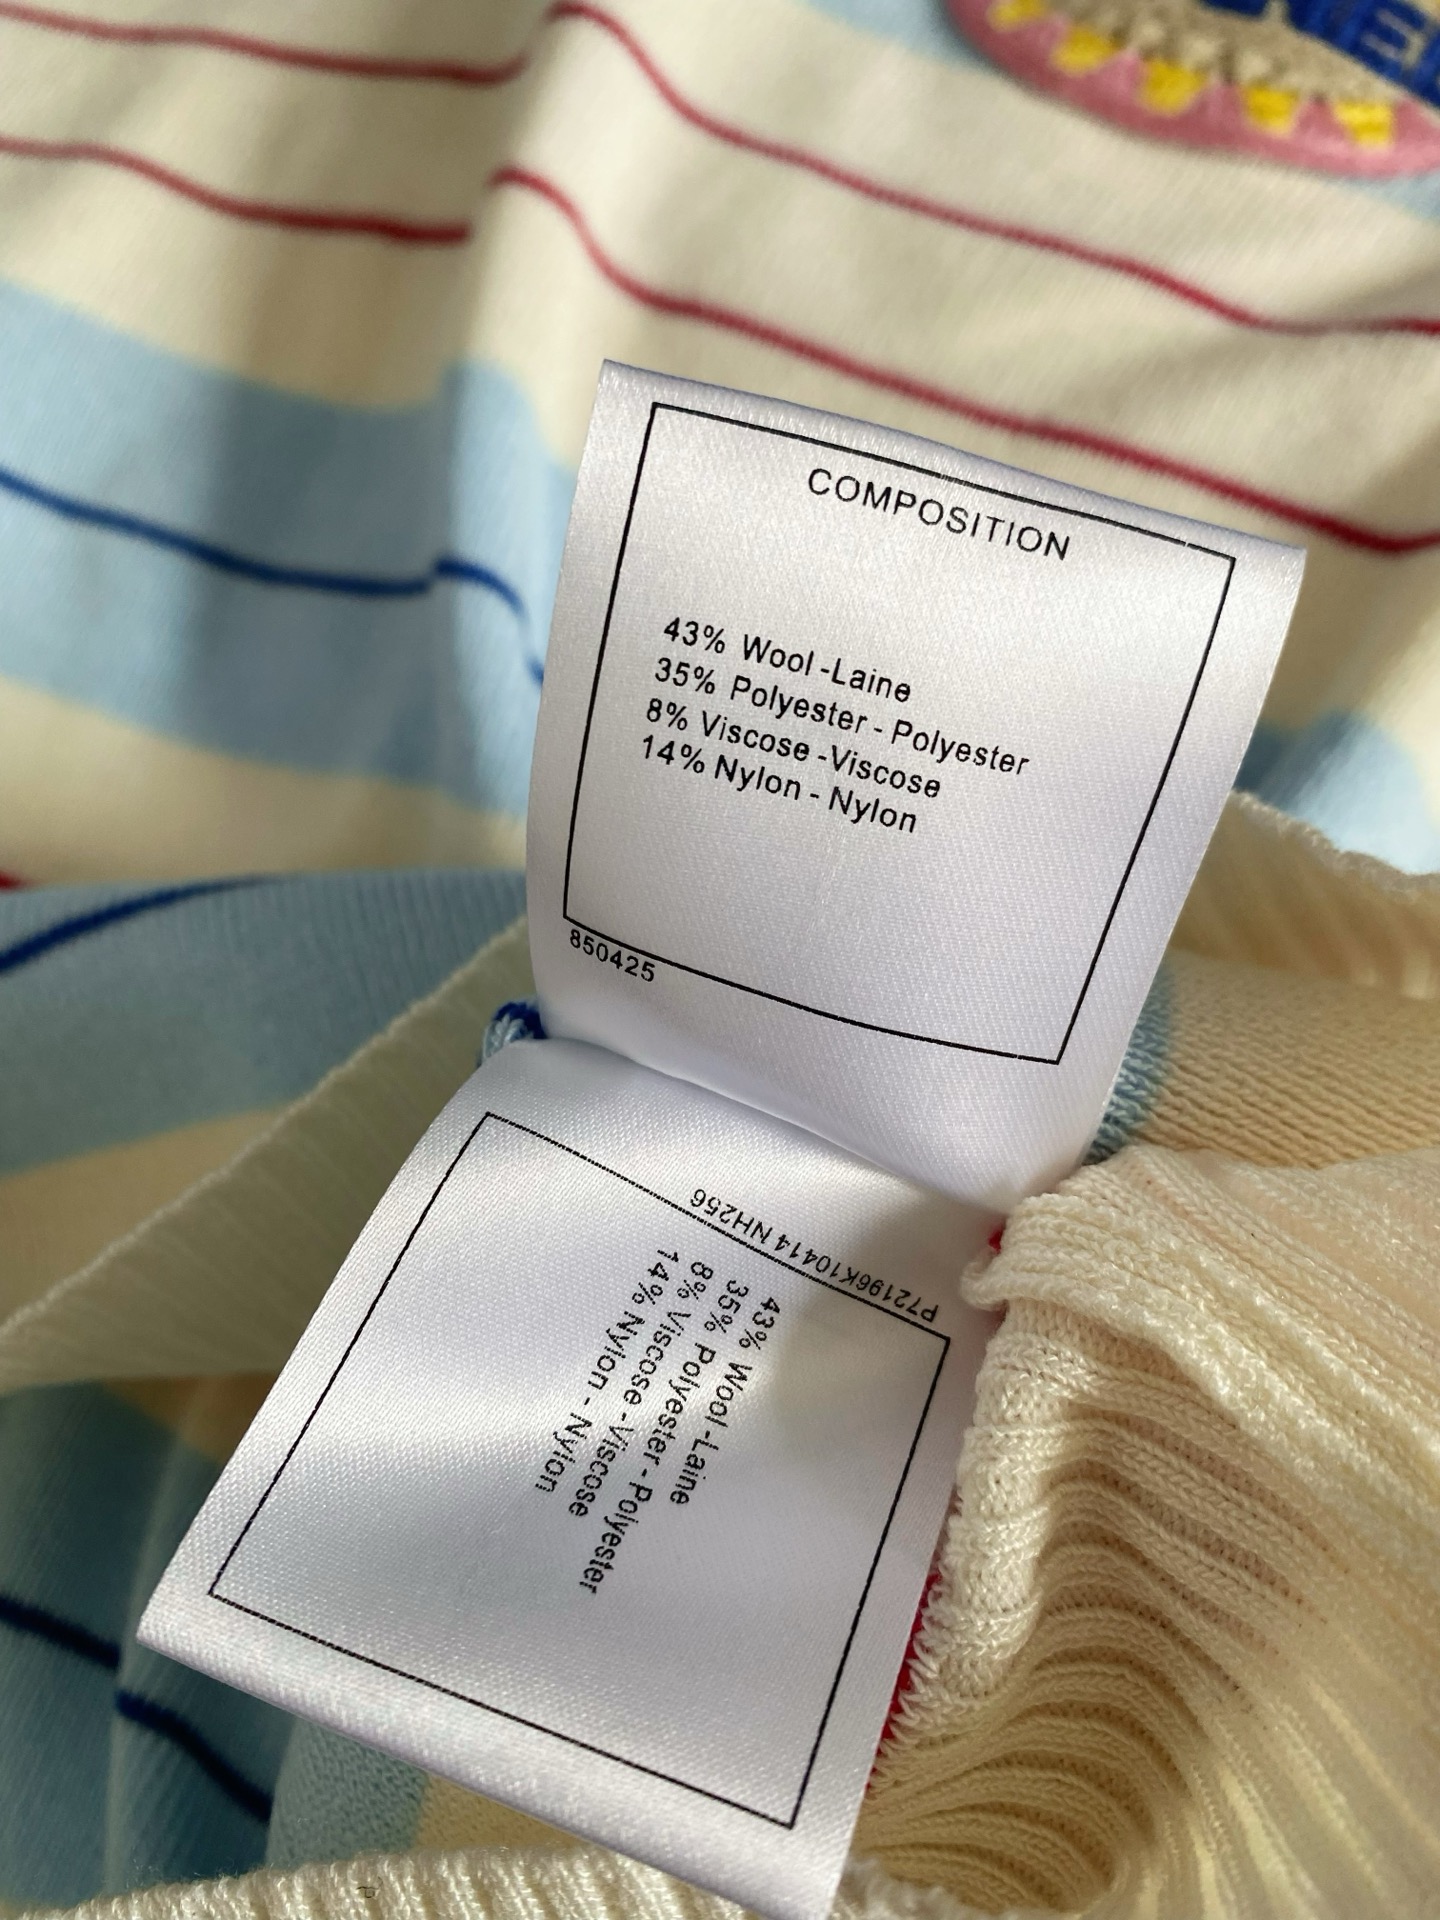 COMPOSITION
43% Wool -Laine
35% Polyester - Polyester
8% Viscose -Viscose
14% Nylon - Nylon
850425
P72196K10414 NH256
43% Wool -Laine
35% Polyester - Polyester
8% Viscose -Viscose
14% Nylon - Nylon